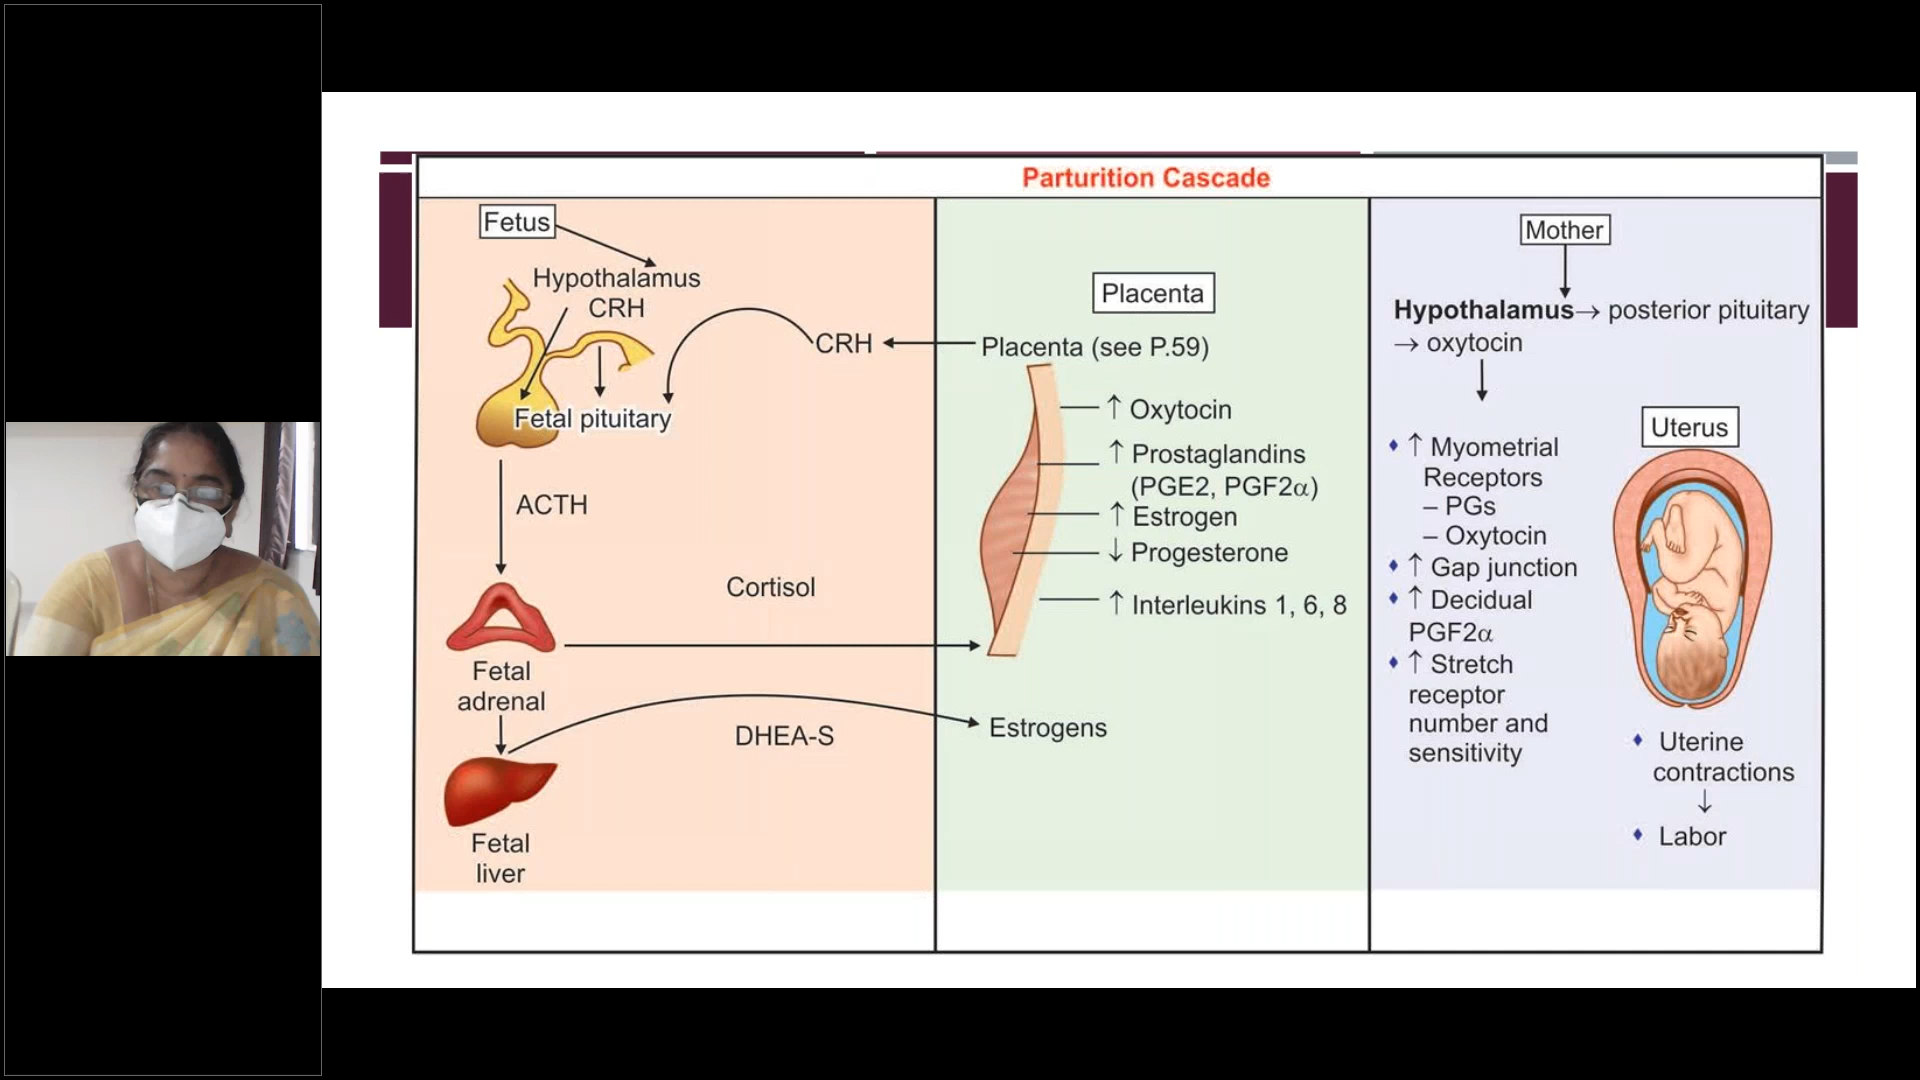 Parturition Cascade
Fetus
Hypothalamus
CRH
Fetal pituitary
CRH
ACTH
Cortisol
Fetal
adrenal
DHEA-S
Fetal
liver
Placenta
Placenta (see P.59)
↑ Oxytocin
↑ Prostaglandins
(PGE2, PGF2α)
↑ Estrogen
↓ Progesterone
↑ Interleukins 1, 6, 8
Estrogens
Mother
Hypothalamus→ posterior pituitary
→ oxytocin
♦ ↑ Myometrial
Receptors
– PGs
– Oxytocin
♦ ↑ Gap junction
♦ ↑ Decidual
PGF2α
♦ ↑ Stretch
receptor
number and
sensitivity
Uterus
♦ Uterine
contractions
↓
♦ Labor